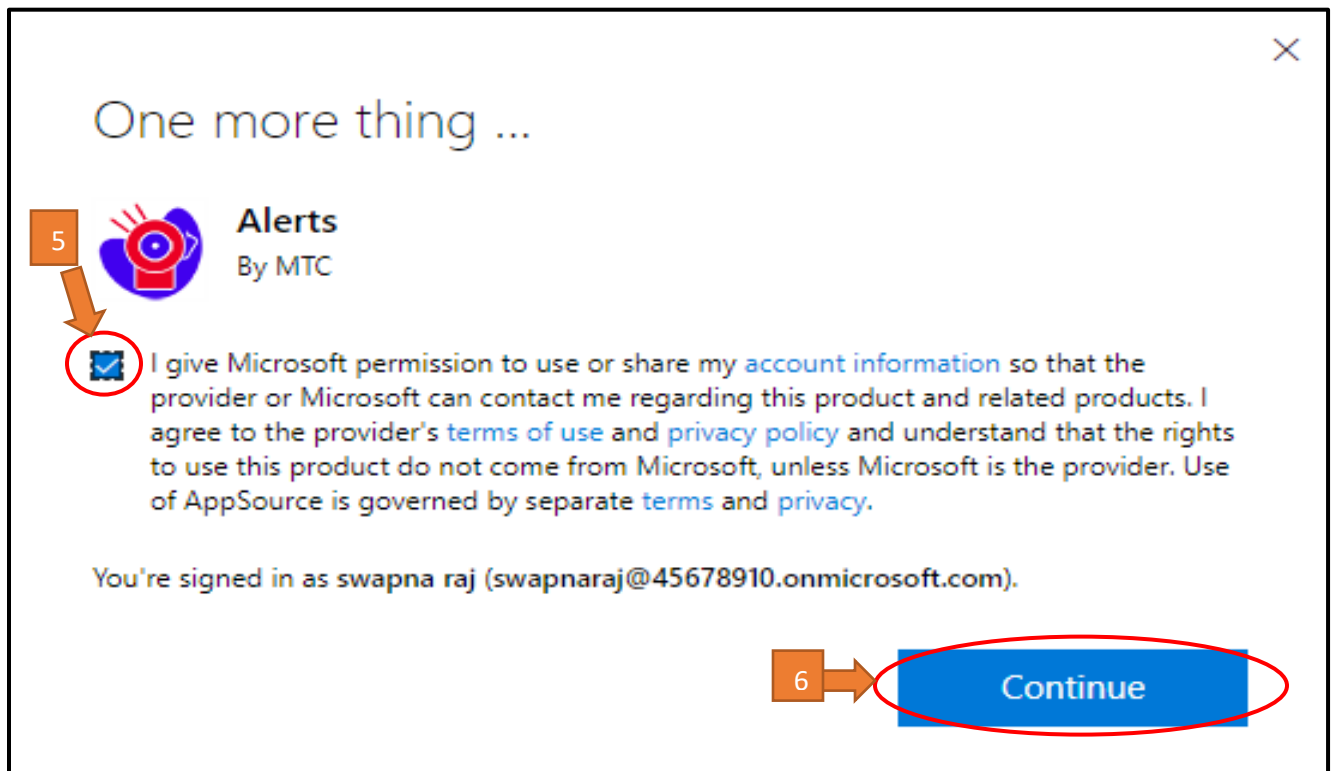 One more thing ...
Alerts
5
By MTC
I give Microsoft permission to use or share my account information so that the
provider or Microsoft can contact me regarding this product and related products. I
agree to the provider's terms of use and privacy policy and understand that the rights
to use this product do not come from Microsoft, unless Microsoft is the provider. Use
of AppSource is governed by separate terms and privacy.
You're signed in as swapna raj (swapnaraj@45678910.onmicrosoft.com).
6
Continue